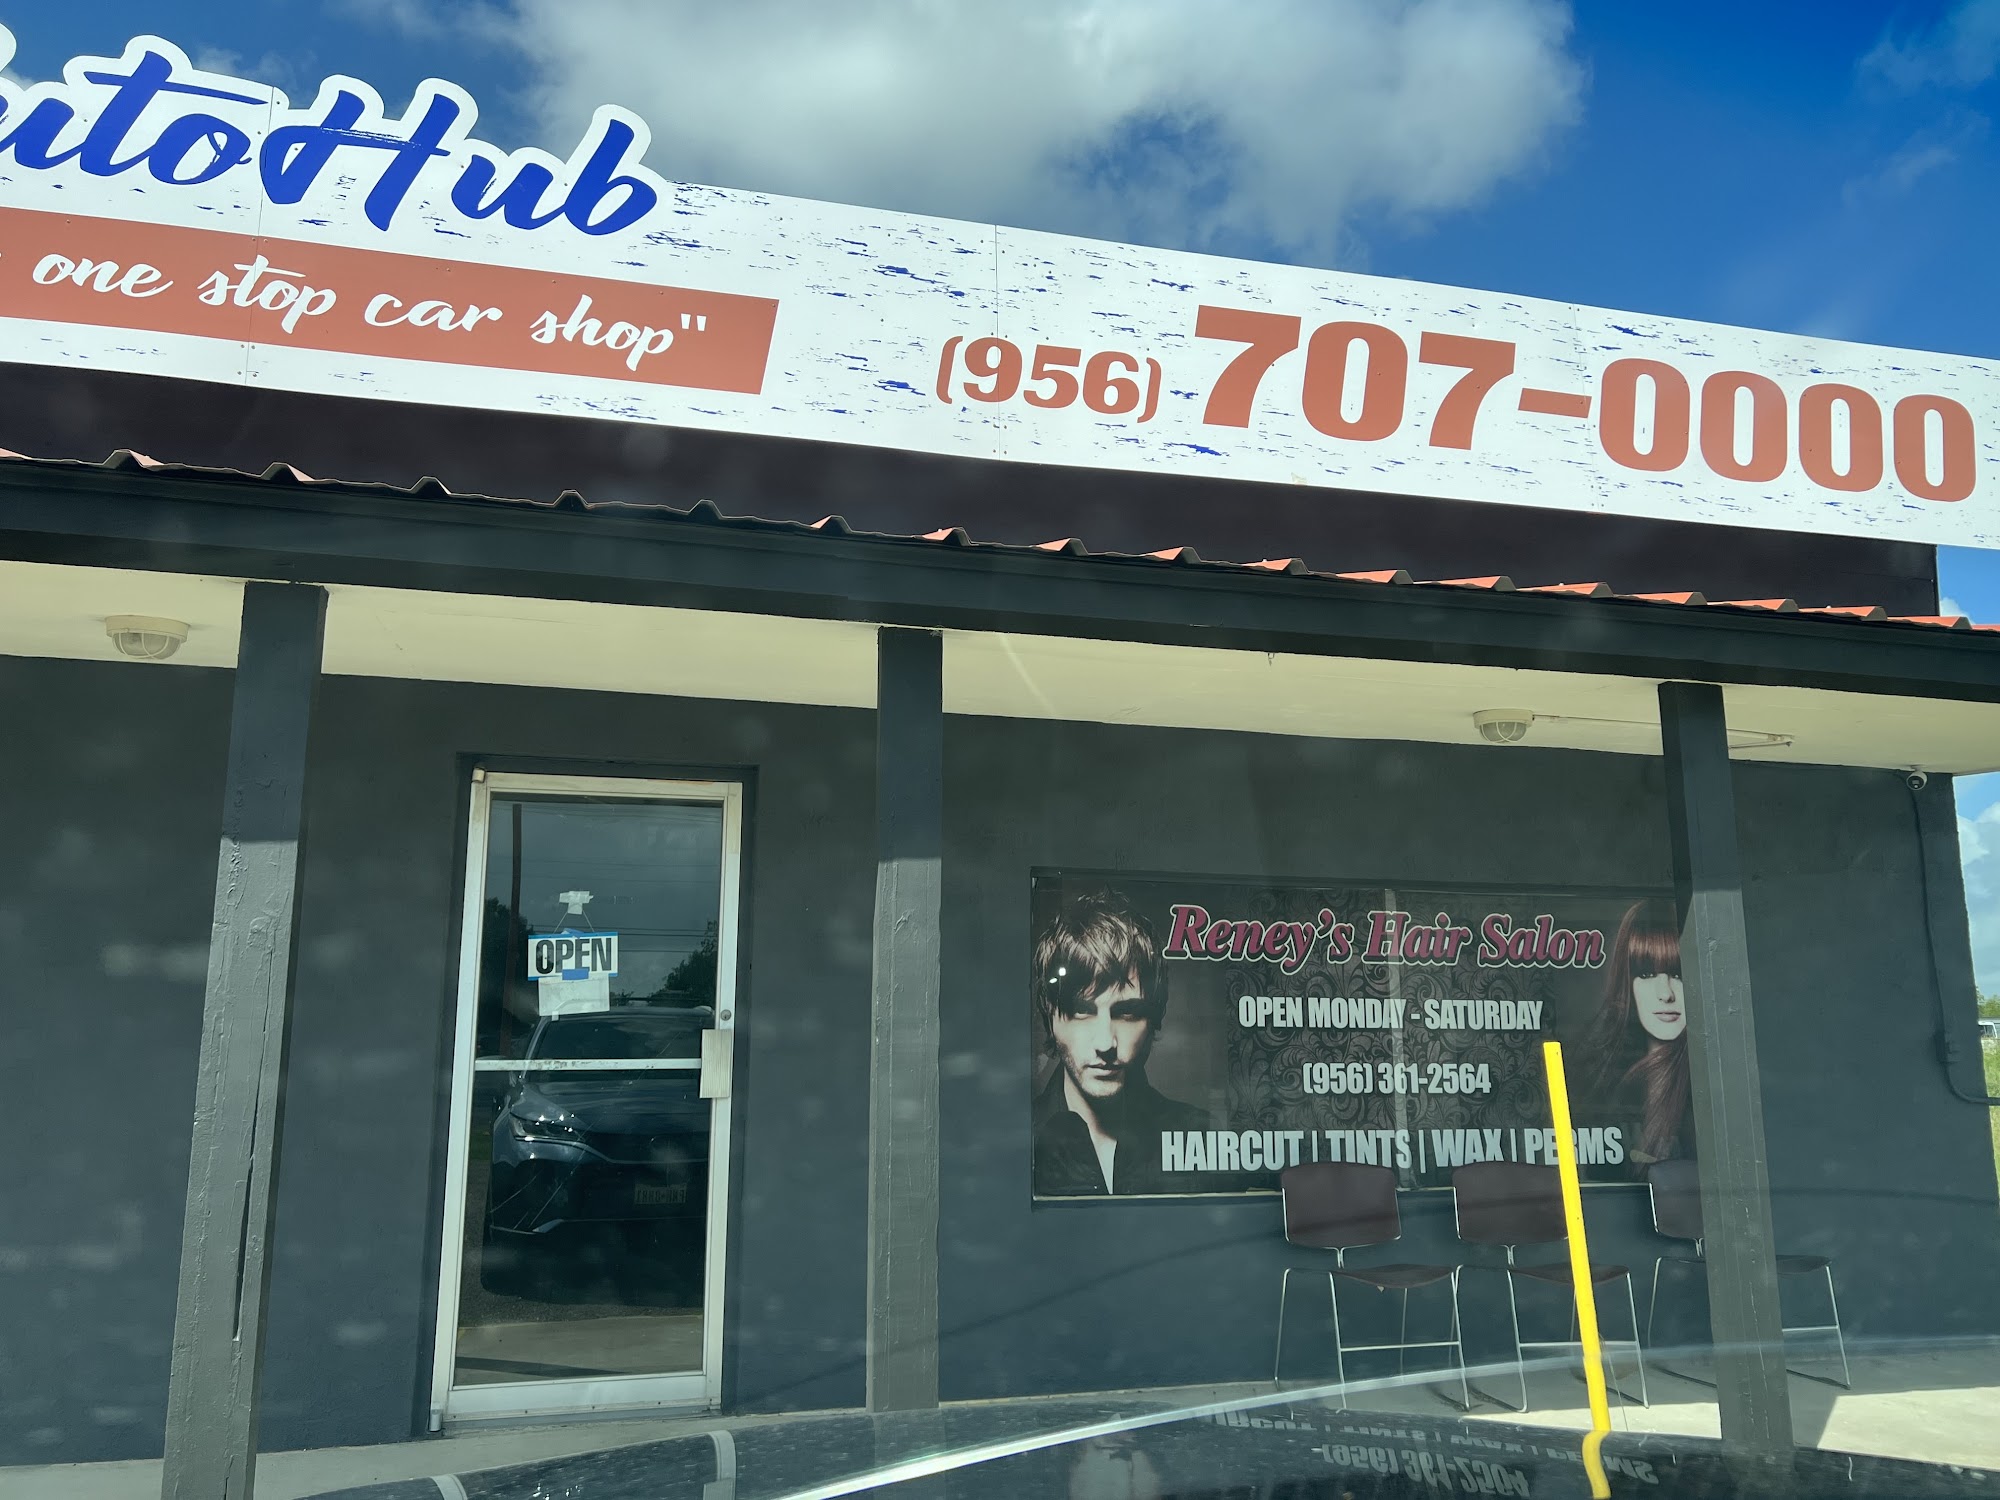 utoHub
one stop car shop"
(956) 707-0000
OPEN
Reney's Hair Salon
OPEN MONDAY - SATURDAY
(956) 361-2564
HAIRCUT | TINTS | WAX | PERMS